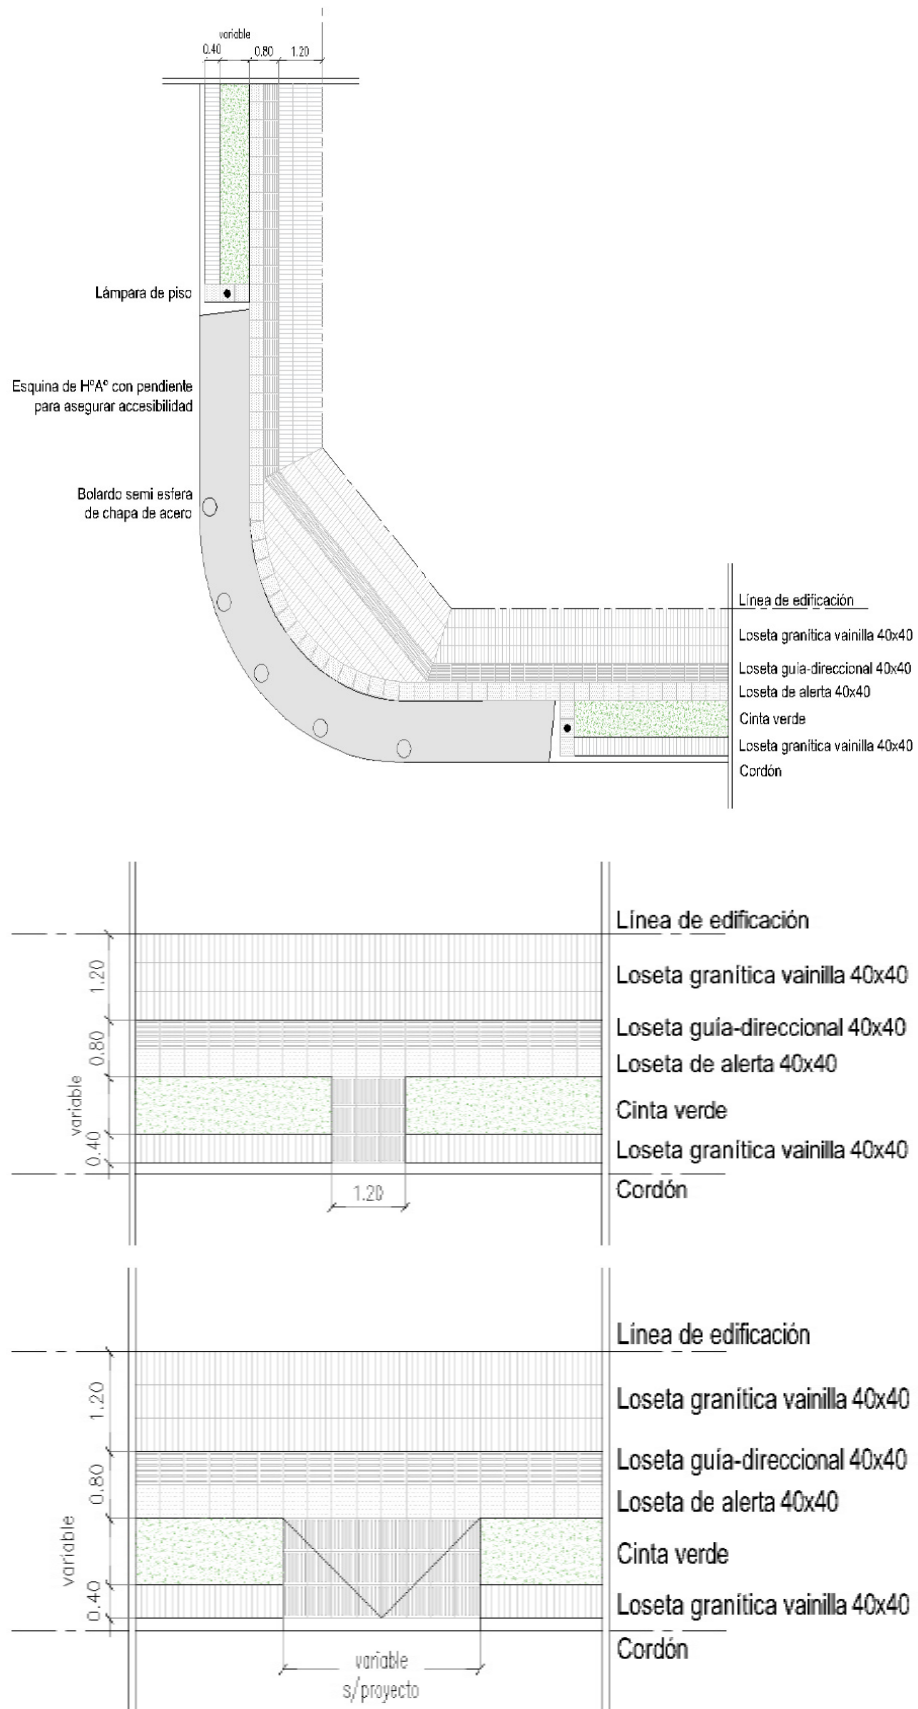 variable
0.40
0.80
1.20
Lámpara de piso
Esquina de HºAº con pendiente
para asegurar accesibilidad
Bolardo semi esfera
de chapa de acero
Línea de edificación
Loseta granítica vainilla 40x40
Loseta guía-direccional 40x40
Loseta de alerta 40x40
Cinta verde
Loseta granítica vainilla 40x40
Cordón
Línea de edificación
1.20
Loseta granítica vainilla 40x40
0.80
Loseta guía-direccional 40x40
Loseta de alerta 40x40
variable
Cinta verde
0.40
Loseta granítica vainilla 40x40
Cordón
1.20
Línea de edificación
1.20
Loseta granítica vainilla 40x40
0.80
Loseta guía-direccional 40x40
Loseta de alerta 40x40
variable
Cinta verde
0.40
Loseta granítica vainilla 40x40
Cordón
variable
s/proyecto